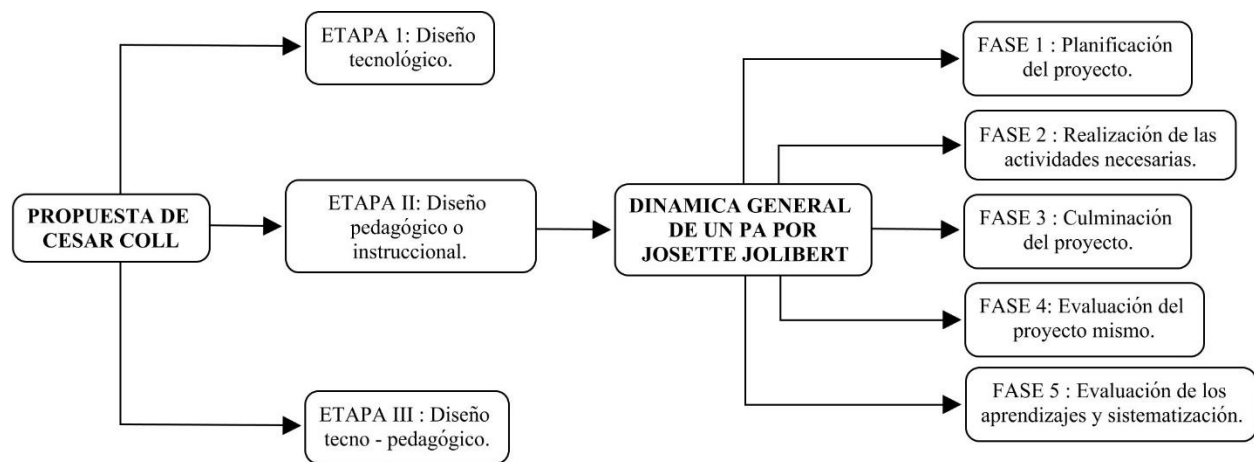 PROPUESTA DE
CESAR COLL
ETAPA 1: Diseño
tecnológico.
ETAPA II: Diseño
pedagógico o
instruccional.
ETAPA III : Diseño
tecno - pedagógico.
DINAMICA GENERAL
DE UN PA POR
JOSETTE JOLIBERT
FASE 1 : Planificación
del proyecto.
FASE 2 : Realización de las
actividades necesarias.
FASE 3 : Culminación
del proyecto.
FASE 4: Evaluación del
proyecto mismo.
FASE 5 : Evaluación de los
aprendizajes y sistematización.